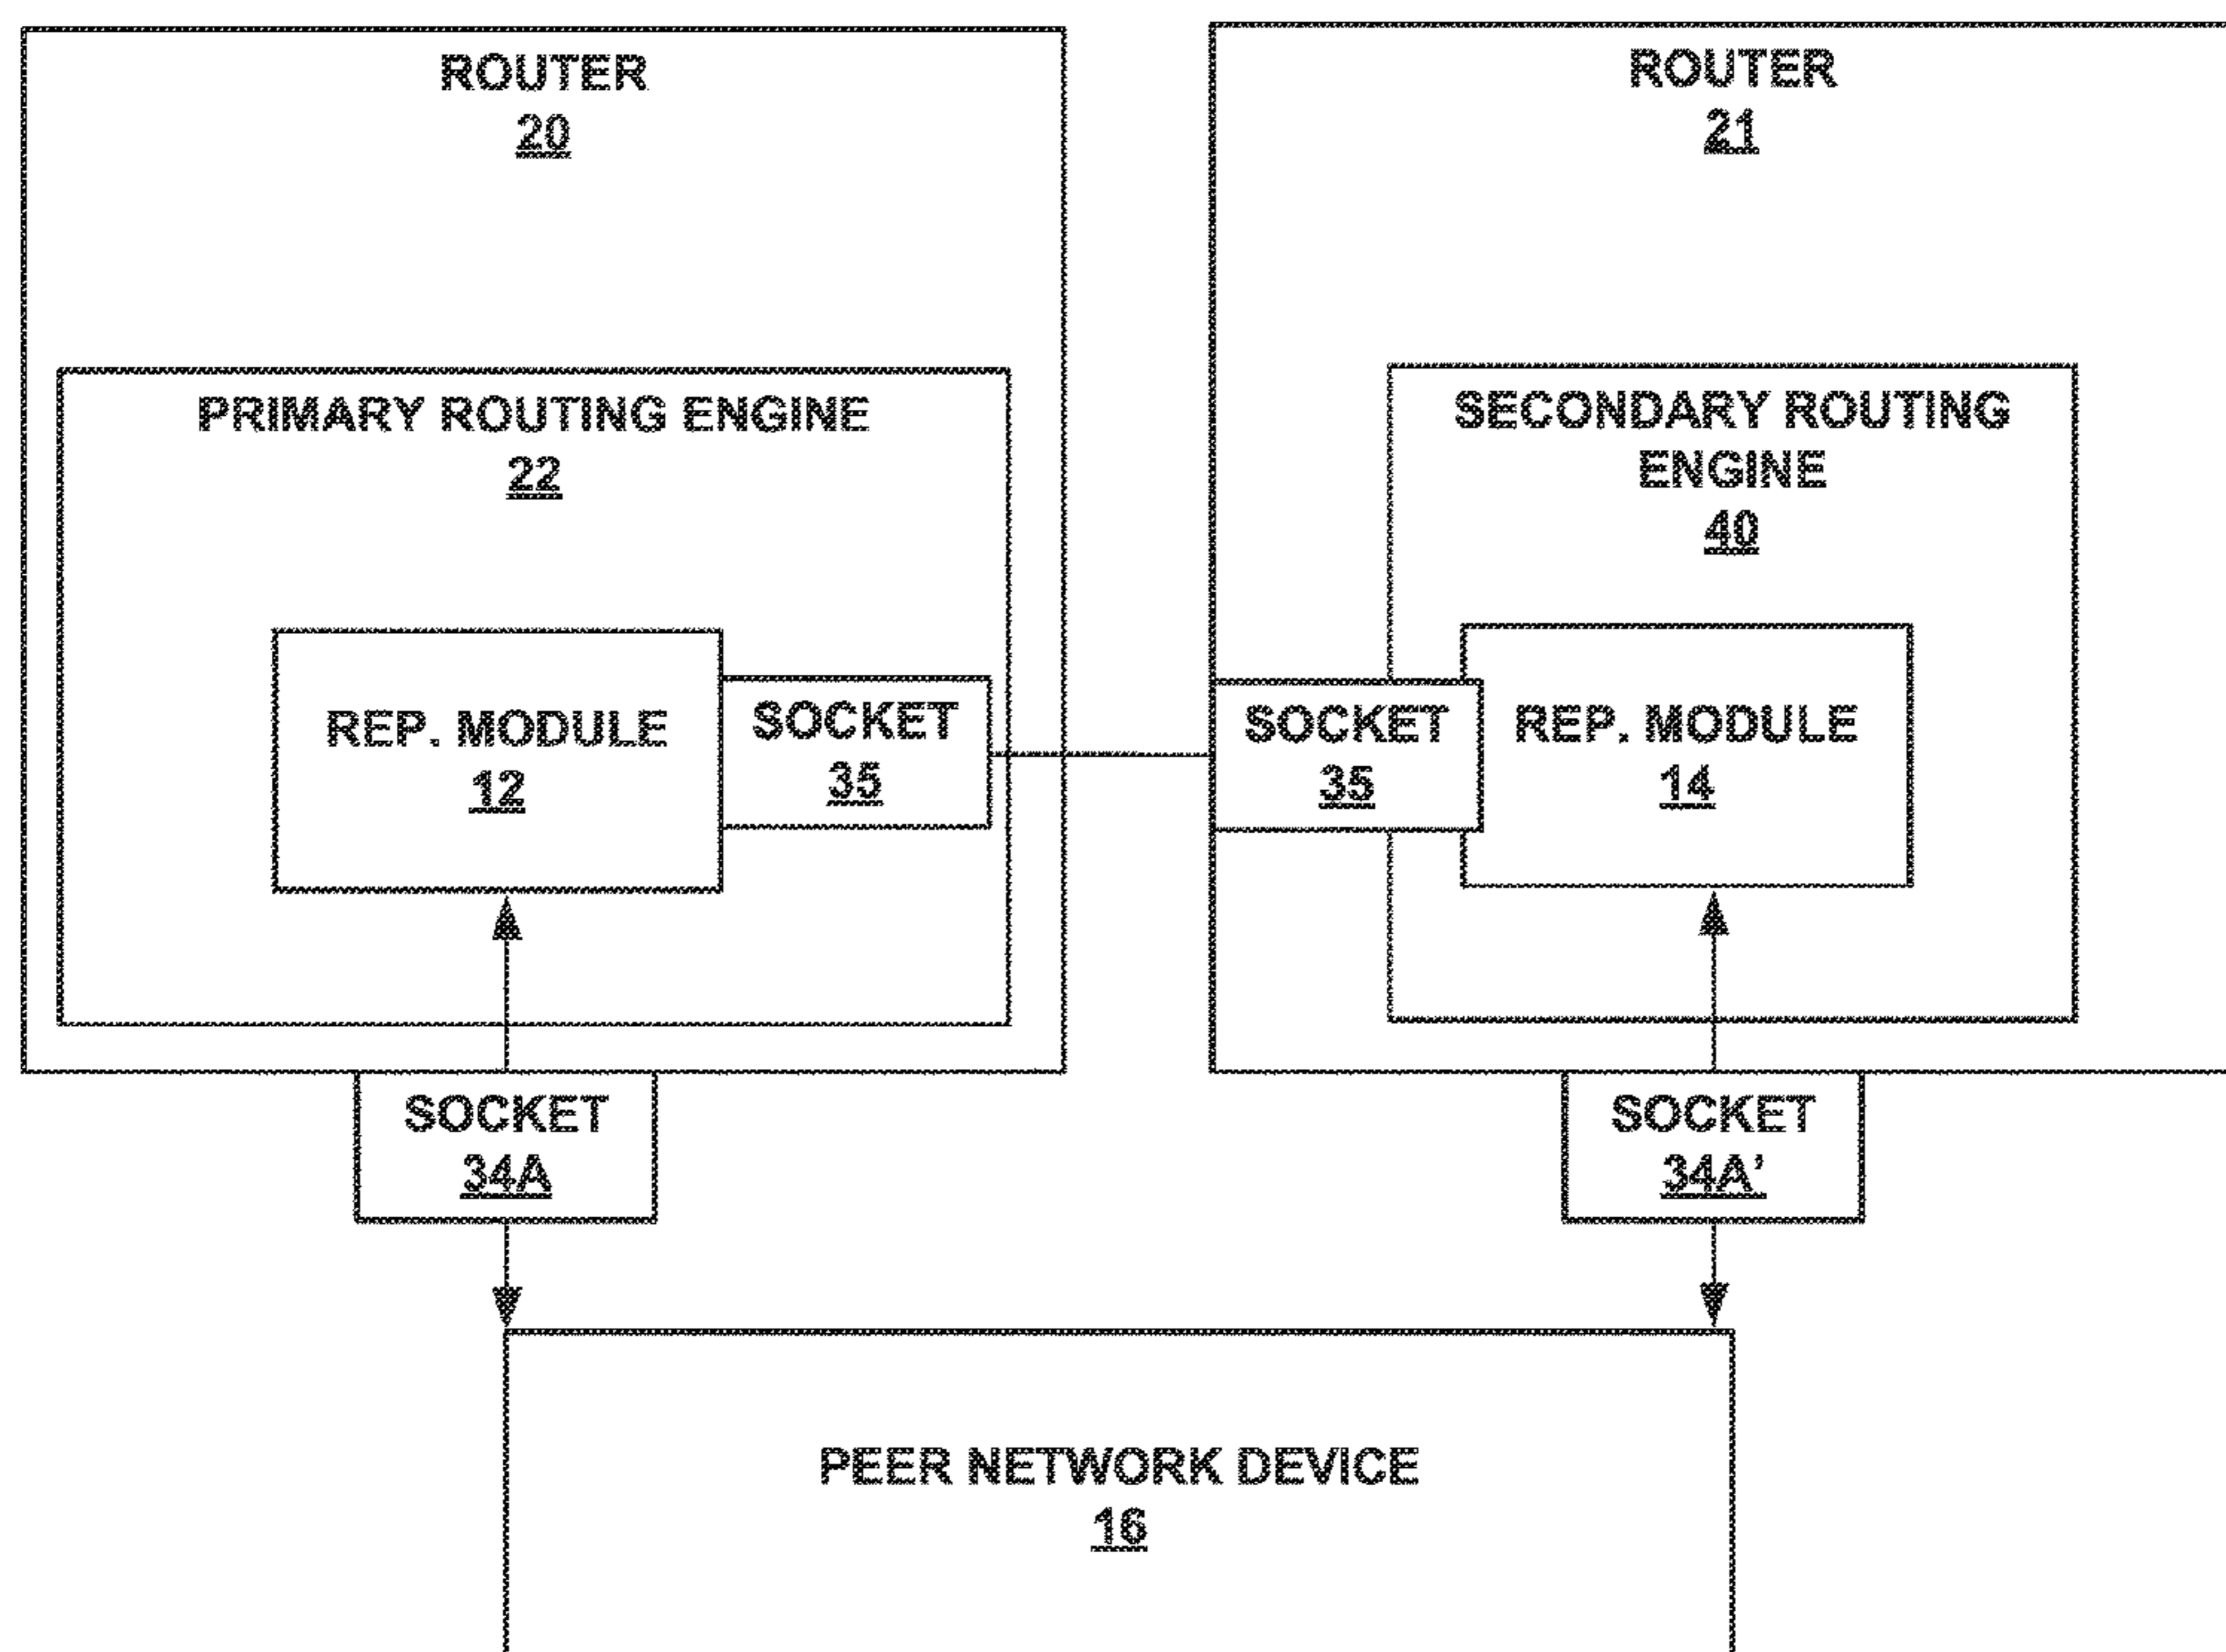 ROUTER
20
ROUTER
21
PRIMARY ROUTING ENGINE
22
SECONDARY ROUTING
ENGINE
40
REP. MODULE
12
SOCKET
35
SOCKET
35
REP. MODULE
14
SOCKET
34A
SOCKET
34A'
PEER NETWORK DEVICE
16